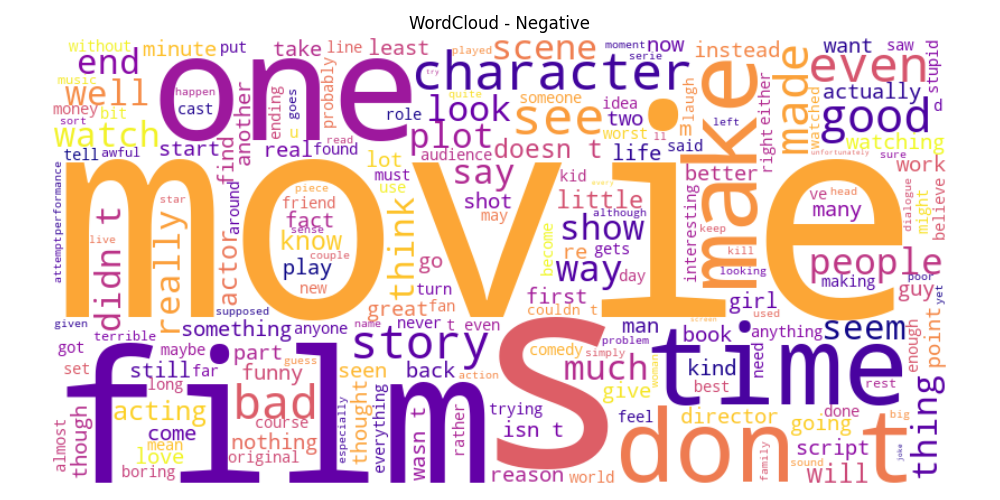 WordCloud - Negative
without minute put take line least played scene moment now instead want saw
end one character serie even stupid
music well happen cast another ending goes probably try look quite someone see idea two made laugh either watched actually good d
money bit sort watch start find u real found read role plot audience doesn t worst life ll m said left right watching unfortunately sure
tell awful movie lot must use say kid better make work
attempt performance didn t really star piece friend fact sense know couple play new live actor around think re go shot may little although show become way gets day interesting ve many head keep kill looking people dialogue might believe making poor yet guy
supposed turn great fan first couldn t girl used
given terrible something anyone name never t even story s man problem book screen time anything need seem enough point
got set maybe still far part funny guess seen back comedy action simply much kind best rest
long film bad thought everything trying give woman
almost though acting come mean love boring course nothing original especially wasn t rather isn t reason world feel don t director family going sound done script will big joke thing
every